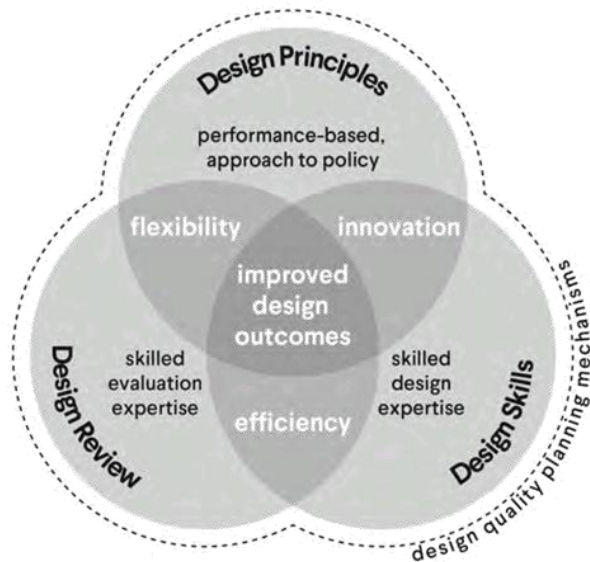 Design Principles
performance-based,
approach to policy
flexibility
innovation
improved
design
outcomes
Design Review
skilled
evaluation
expertise
skilled
design
expertise
Design Skills
efficiency
design quality planning mechanisms